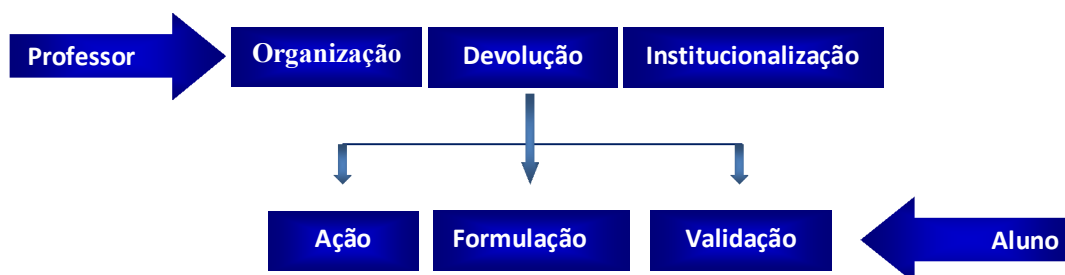 Professor
Organização
Devolução
Institucionalização
Ação
Formulação
Validação
Aluno